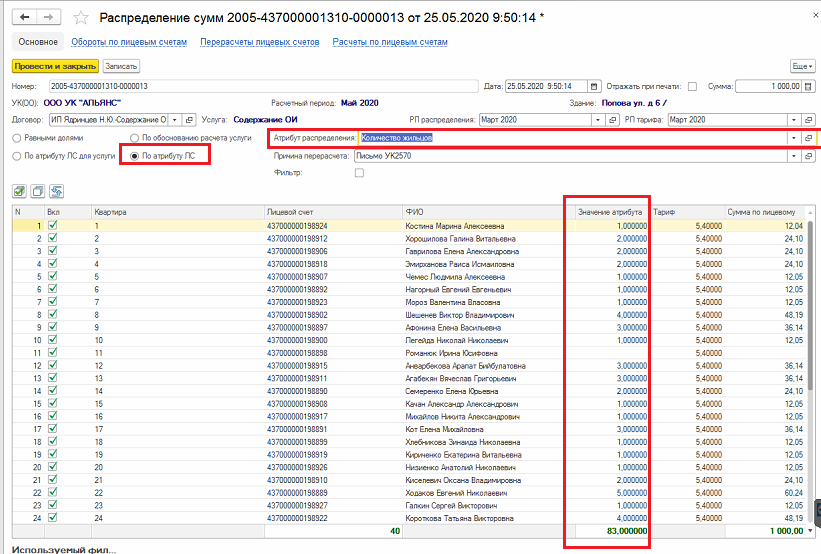 Распределение сумм 2005-437000001310-0000013 от 25.05.2020 9:50:14 *
Основное Обороты по лицевым счетам Перерасчеты лицевых счетов Расчеты по лицевым счетам
Провести и закрыть Записать Еще
Номер: 2005-437000001310-0000013 Дата: 25.05.2020 9:50:14 Отражать при печати: Сумма: 1 000,00
УК(ОО): ООО УК "АЛЬЯНС" Расчетный период: Май 2020 Здание: Попова ул. д 6 /
Договор: ИП Ядринцев Н.Ю.-Содержание О Услуга: Содержание ОИ РП распределения: Март 2020 РП тарифа: Март 2020
Равными долями По обоснованию расчета услуги Атрибут распределения: Количество жильцов
По атрибуту ЛС для услуги По атрибуту ЛС Причина перерасчета: Письмо УК2570
Фильтр:
N Вкл Квартира Лицевой счет ФИО Значение атрибута Тариф Сумма по лицевому
1 1 437000000198924 Костина Марина Алексеевна 1,000000 5,40000 12,04
2 2 437000000198913 Хорошилова Галина Витальевна 2,000000 5,40000 24,10
3 3 437000000198906 Гаврилова Елена Александровна 2,000000 5,40000 24,10
4 4 437000000198918 Эмирханова Раиса Исмаиловна 2,000000 5,40000 24,10
5 5 437000000198907 Чемес Людмила Алексеевна 1,000000 5,40000 12,05
6 6 437000000198892 Нагорный Евгений Евгеньевич 1,000000 5,40000 12,05
7 7 437000000198923 Мороз Валентина Власовна 1,000000 5,40000 12,05
8 8 437000000198902 Шешенев Виктор Владимирович 4,000000 5,40000 48,19
9 9 437000000198897 Афонина Елена Васильевна 3,000000 5,40000 36,14
10 10 437000000198900 Легейда Николай Николаевич 1,000000 5,40000 12,05
11 11 437000000198898 Романюк Ирина Юсифовна 5,40000
12 12 437000000198915 Анварбекова Арапат Бийбулатовна 3,000000 5,40000 36,14
13 13 437000000198911 Агабекян Вячеслав Григорьевич 3,000000 5,40000 36,14
14 14 437000000198890 Семеренко Елена Юрьевна 2,000000 5,40000 24,10
15 15 437000000198908 Качан Александр Александрович 1,000000 5,40000 12,05
16 16 437000000198917 Михайлов Никита Александрович 1,000000 5,40000 12,05
17 17 437000000198891 Кот Елена Михайловна 3,000000 5,40000 36,14
18 18 437000000198899 Хлебникова Зинаида Николаевна 1,000000 5,40000 12,05
19 19 437000000198919 Кириченко Екатерина Витальевна 1,000000 5,40000 12,05
20 20 437000000198926 Низиенко Анатолий Николаевич 1,000000 5,40000 12,05
21 21 437000000198910 Киселевич Оксана Владимировна 2,000000 5,40000 24,10
22 22 437000000198889 Ходаков Евгений Николаевич 5,000000 5,40000 60,24
23 23 437000000198927 Галкин Сергей Викторович 1,000000 5,40000 12,05
24 24 437000000198922 Короткова Татьяна Викторовна 4,000000 5,40000 48,19
40 83,000000 1 000,00
Используемый фил...